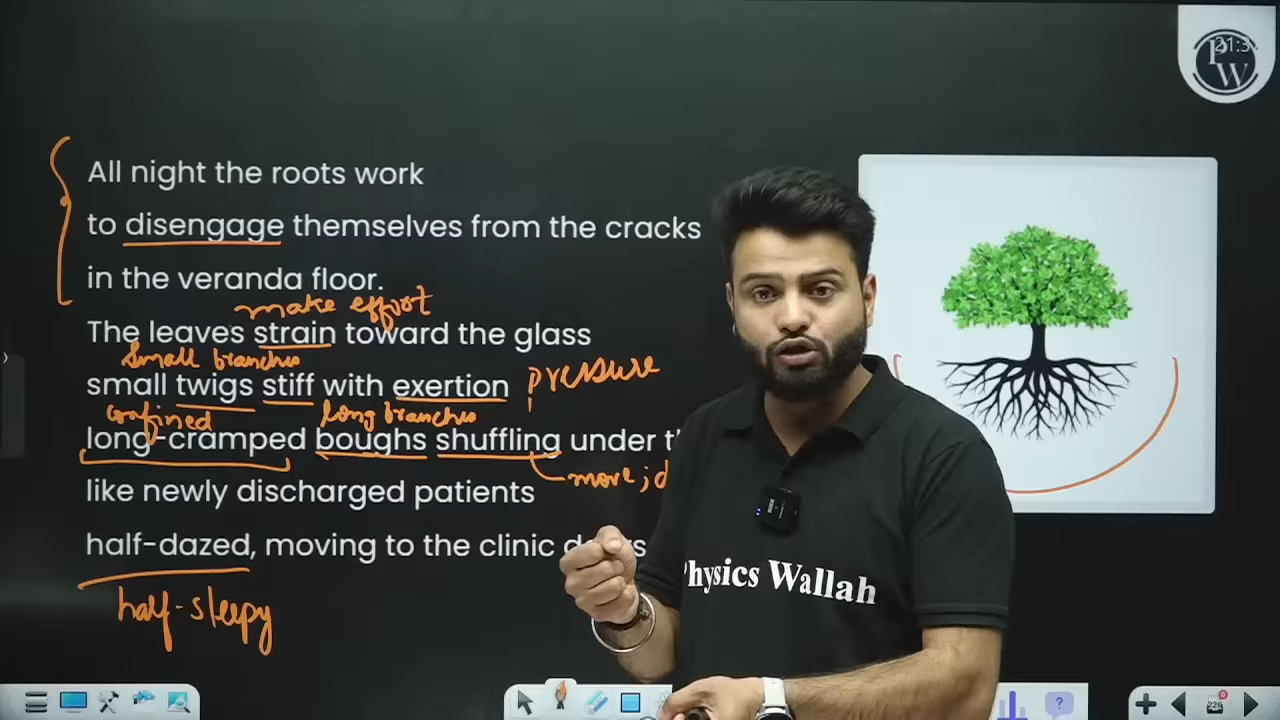 PW
All night the roots work
to disengage themselves from the cracks
in the veranda floor.
make effort
The leaves strain toward the glass
small branches
small twigs stiff with exertion pressure
confined long branches
long-cramped boughs shuffling under
move ;
like newly discharged patients
half-dazed, moving to the clinic
half-sleepy
Physics Wallah
226